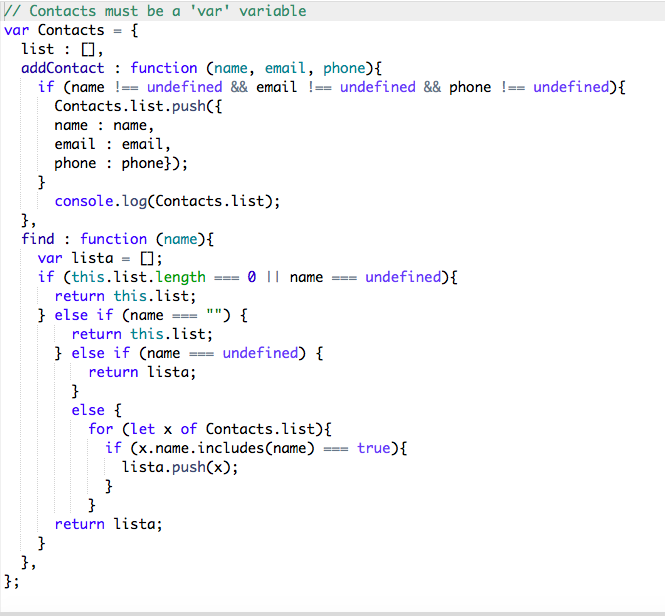 // Contacts must be a 'var' variable
var Contacts = {
  list : [],
  addContact : function (name, email, phone){
    if (name !== undefined && email !== undefined && phone !== undefined){
      Contacts.list.push({
      name : name,
      email : email,
      phone : phone});
    }
      console.log(Contacts.list);
  },
  find : function (name){
    var lista = [];
    if (this.list.length === 0 || name === undefined){
      return this.list;
    } else if (name === "") {
        return this.list;
      } else if (name === undefined) {
          return lista;
        }
        else {
          for (let x of Contacts.list){
            if (x.name.includes(name) === true){
              lista.push(x);
            }
          }
      return lista;
    }
  },
};